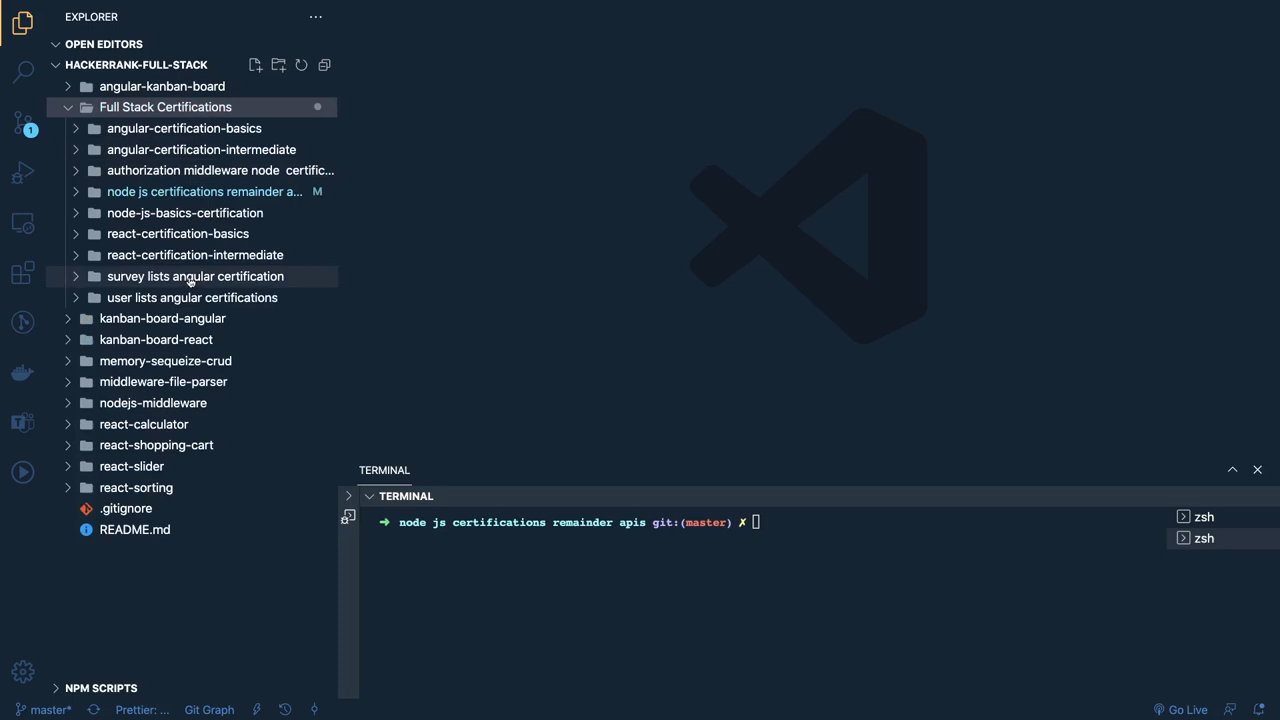 EXPLORER
OPEN EDITORS
HACKERRANK-FULL-STACK
angular-kanban-board
Full Stack Certifications
angular-certification-basics
angular-certification-intermediate
authorization middleware node certific...
node js certifications remainder a... M
node-js-basics-certification
react-certification-basics
react-certification-intermediate
survey lists angular certification
user lists angular certifications
kanban-board-angular
kanban-board-react
memory-sequeize-crud
middleware-file-parser
nodejs-middleware
react-calculator
react-shopping-cart
react-slider
react-sorting
.gitignore
README.md
NPM SCRIPTS
1
TERMINAL
TERMINAL
→ node js certifications remainder apis git:(master) ✗
zsh
zsh
master* Prettier: ... Git Graph Go Live